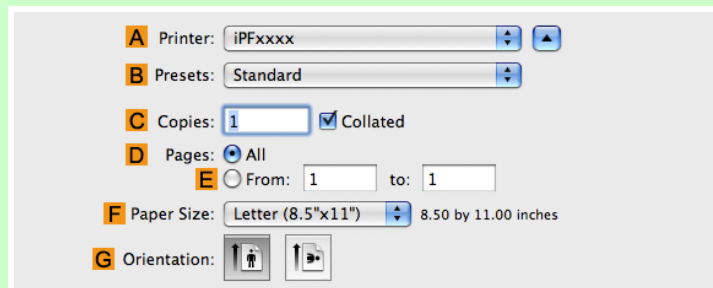 A Printer: iPFxxxx
B Presets: Standard
C Copies: 1 Collated
D Pages: All
E From: 1 to: 1
F Paper Size: Letter (8.5"x11") 8.50 by 11.00 inches
G Orientation: